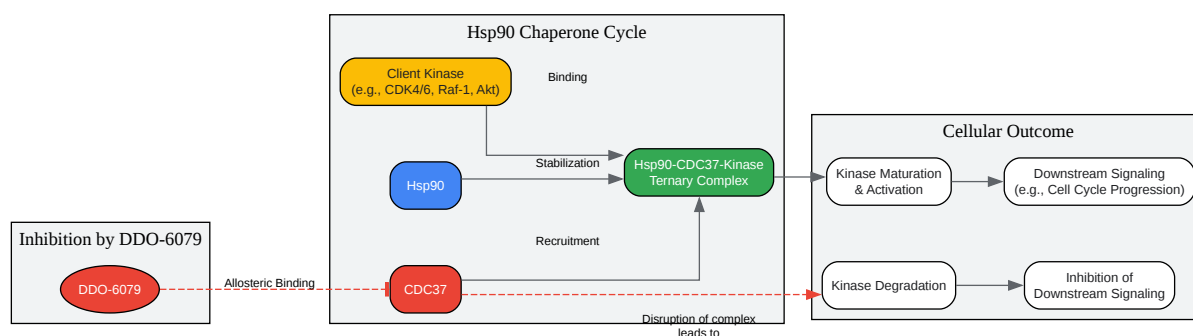 Hsp90 Chaperone Cycle
Client Kinase
(e.g., CDK4/6, Raf-1, Akt)
Binding
Stabilization
Hsp90
Hsp90-CDC37-Kinase
Ternary Complex
Recruitment
CDC37
Inhibition by DDO-6079
DDO-6079
Allosteric Binding
Disruption of complex
leads to
Cellular Outcome
Kinase Maturation
& Activation
Downstream Signaling
(e.g., Cell Cycle Progression)
Kinase Degradation
Inhibition of
Downstream Signaling